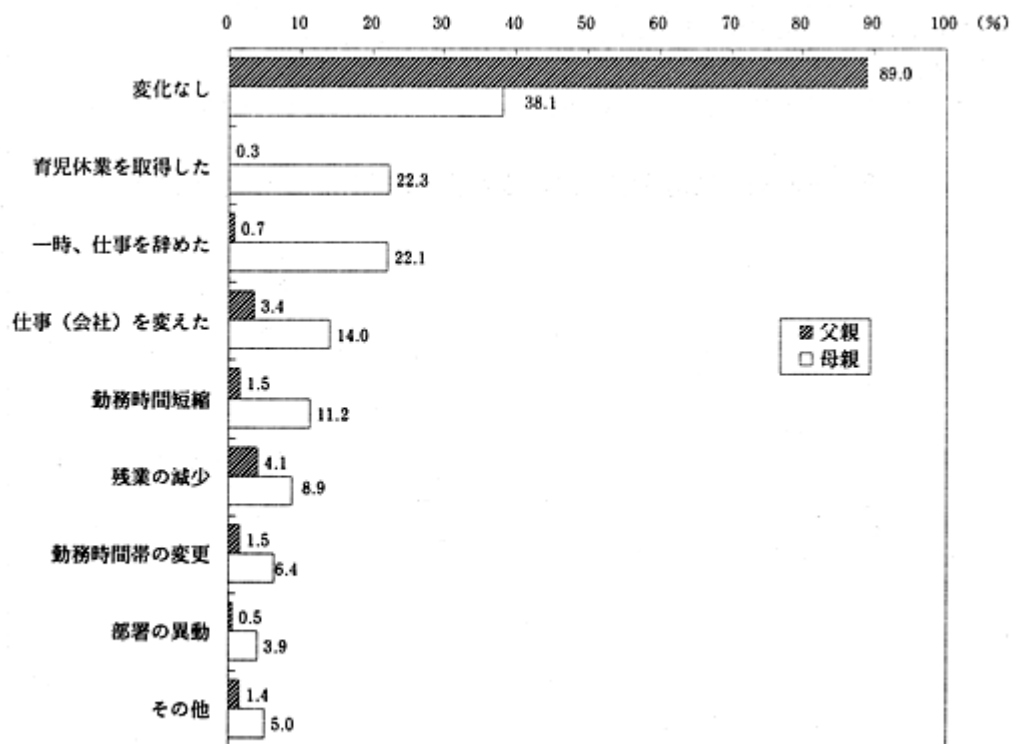 0 10 20 30 40 50 60 70 80 90 100 (%)
変化なし
89.0
38.1
育児休業を取得した
0.3
22.3
一時、仕事を辞めた
0.7
22.1
仕事(会社)を変えた
3.4
14.0
父親
母親
勤務時間短縮
1.5
11.2
残業の減少
4.1
8.9
勤務時間帯の変更
1.5
6.4
部署の異動
0.5
3.9
その他
1.4
5.0